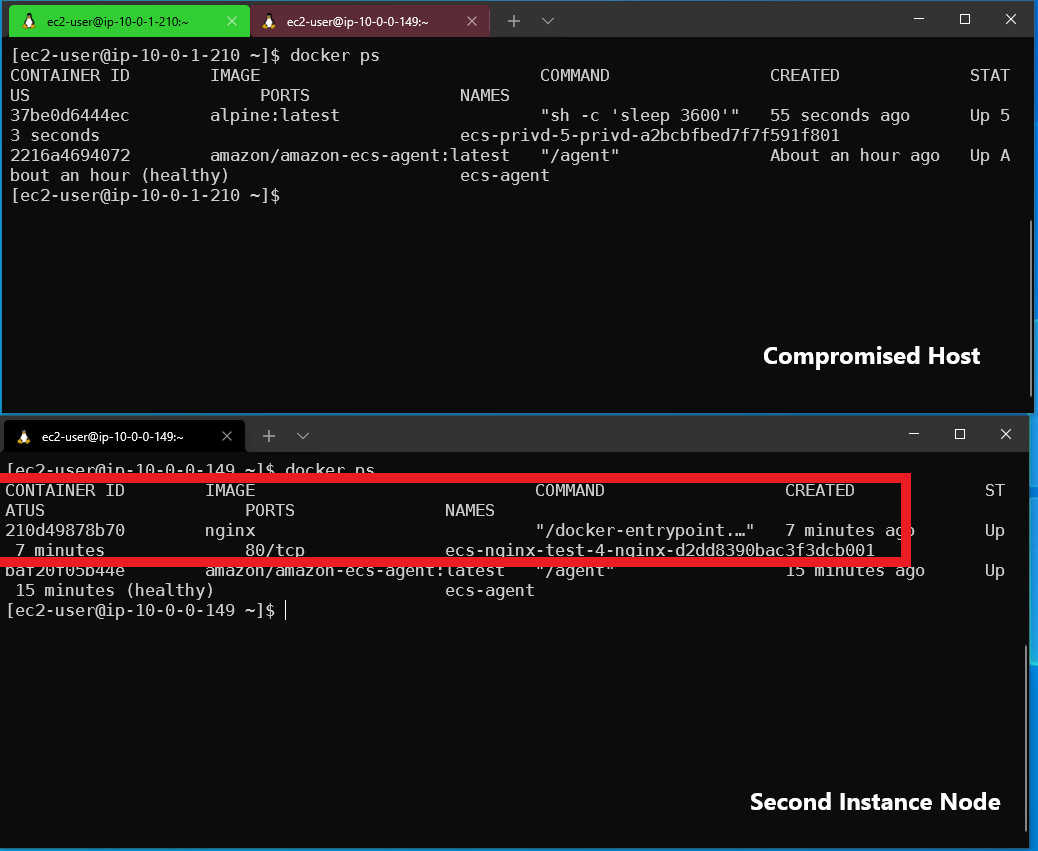 ec2-user@ip-10-0-1-210:~ ec2-user@ip-10-0-0-149:~
[ec2-user@ip-10-0-1-210 ~]$ docker ps
CONTAINER ID IMAGE COMMAND CREATED STAT
US PORTS NAMES
37be0d6444ec alpine:latest "sh -c 'sleep 3600'" 55 seconds ago Up 5
3 seconds ecs-privd-5-privd-a2bcbfbed7f7f591f801
2216a4694072 amazon/amazon-ecs-agent:latest "/agent" About an hour ago Up A
bout an hour (healthy) ecs-agent
[ec2-user@ip-10-0-1-210 ~]$
Compromised Host
ec2-user@ip-10-0-0-149:~
[ec2-user@ip-10-0-0-149 ~]$ docker ps
CONTAINER ID IMAGE COMMAND CREATED ST
ATUS PORTS NAMES
210d49878b70 nginx "/docker-entrypoint.…" 7 minutes ago Up
7 minutes 80/tcp ecs-nginx-test-4-nginx-d2dd8390bac3f3dcb001
baf20f05b44e amazon/amazon-ecs-agent:latest "/agent" 15 minutes ago Up
15 minutes (healthy) ecs-agent
[ec2-user@ip-10-0-0-149 ~]$
Second Instance Node